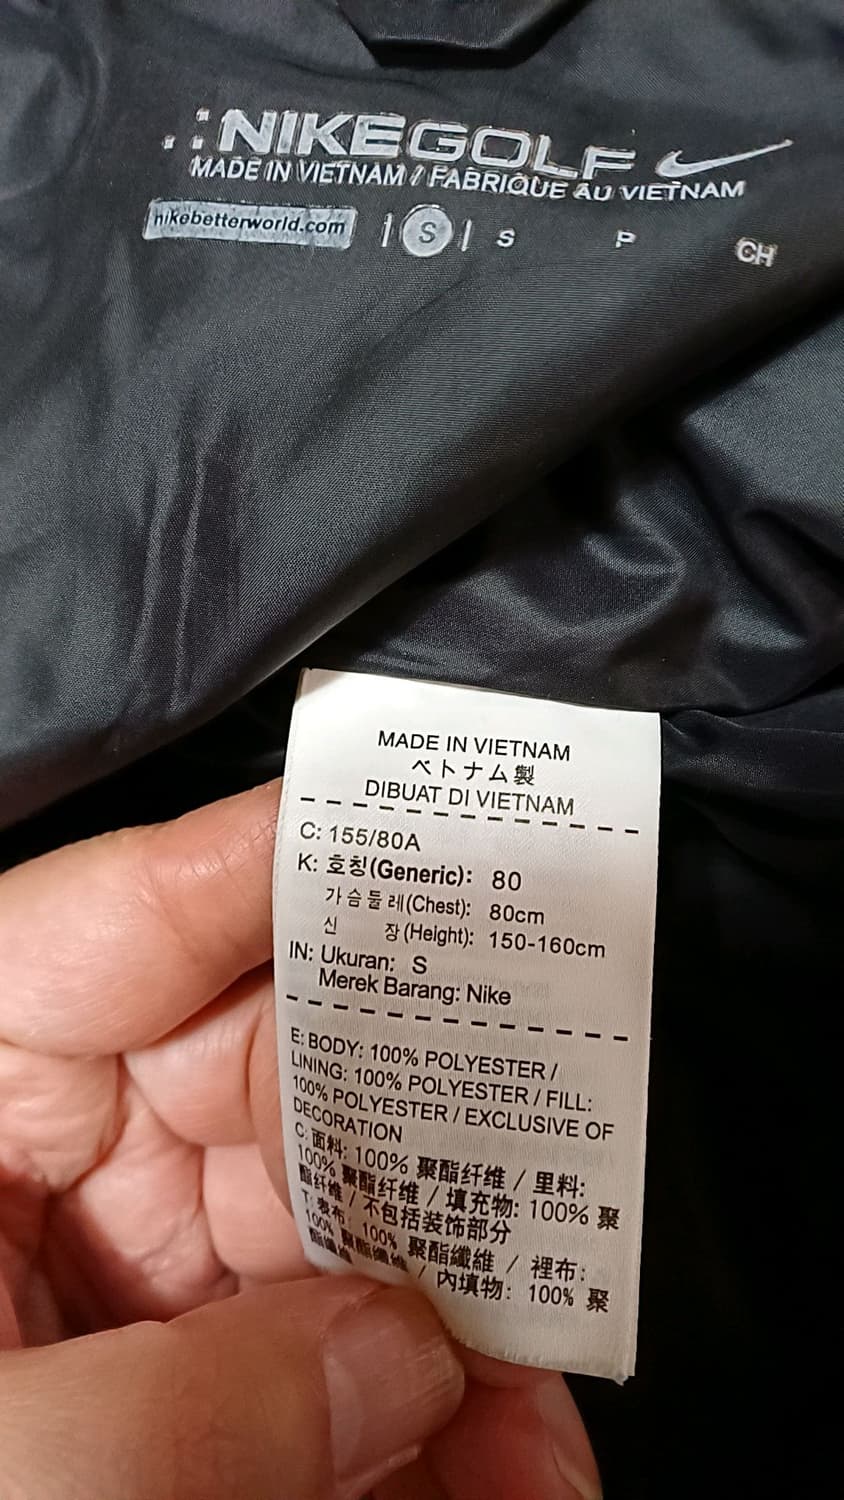 NIKEGOLF
MADE IN VIETNAM / FABRIQUE AU VIETNAM
nikebetterworld.com | S | S P CH
MADE IN VIETNAM
ベトナム製
DIBUAT DI VIETNAM
C: 155/80A
K: 호칭(Generic): 80
가슴둘레(Chest): 80cm
신 장(Height): 150-160cm
IN: Ukuran: S
Merek Barang: Nike
E: BODY: 100% POLYESTER /
LINING: 100% POLYESTER / FILL:
100% POLYESTER / EXCLUSIVE OF
DECORATION
C: 面料: 100% 聚酯纤维 / 里料:
100% 聚酯纤维 / 填充物: 100% 聚
酯纤维 / 不包括装饰部分
T: 表布: 100% 聚酯纖維 / 裡布:
100% 聚酯纖維 / 內填物: 100% 聚
酯纖維